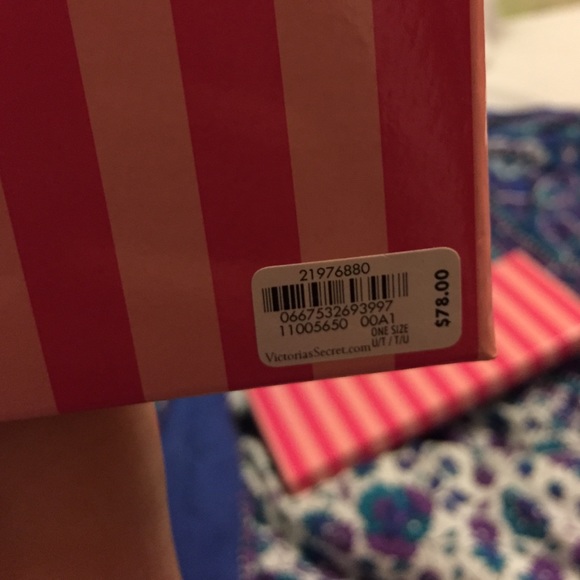 21976880
0667532693997
11005650 00A1
ONE SIZE
U/T / T/U
VictoriasSecret.com
$78.00